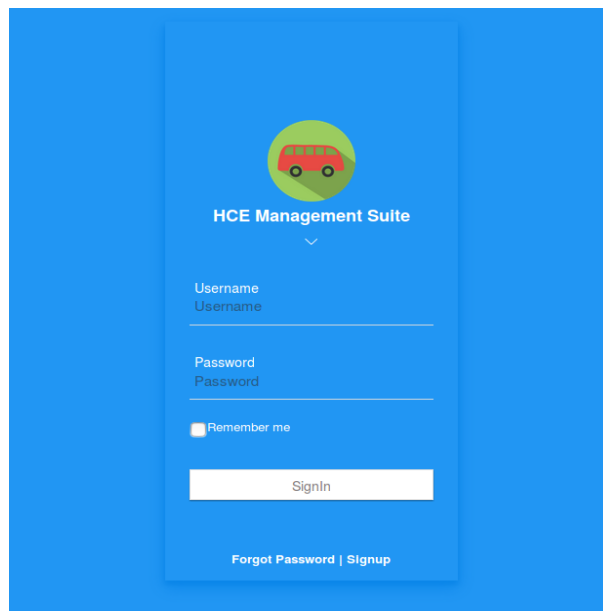 HCE Management Suite
Username
Username
Password
Password
Remember me
SignIn
Forgot Password | Signup